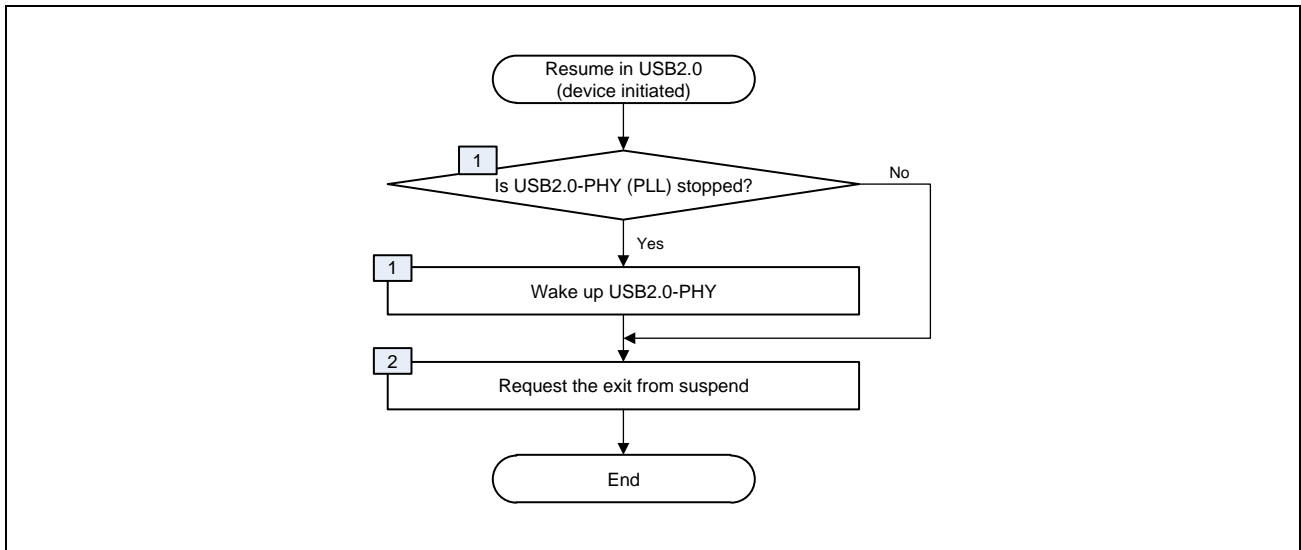 Resume in USB2.0
(device initiated)
1
Is USB2.0-PHY (PLL) stopped?
No
Yes
1
Wake up USB2.0-PHY
2
Request the exit from suspend
End